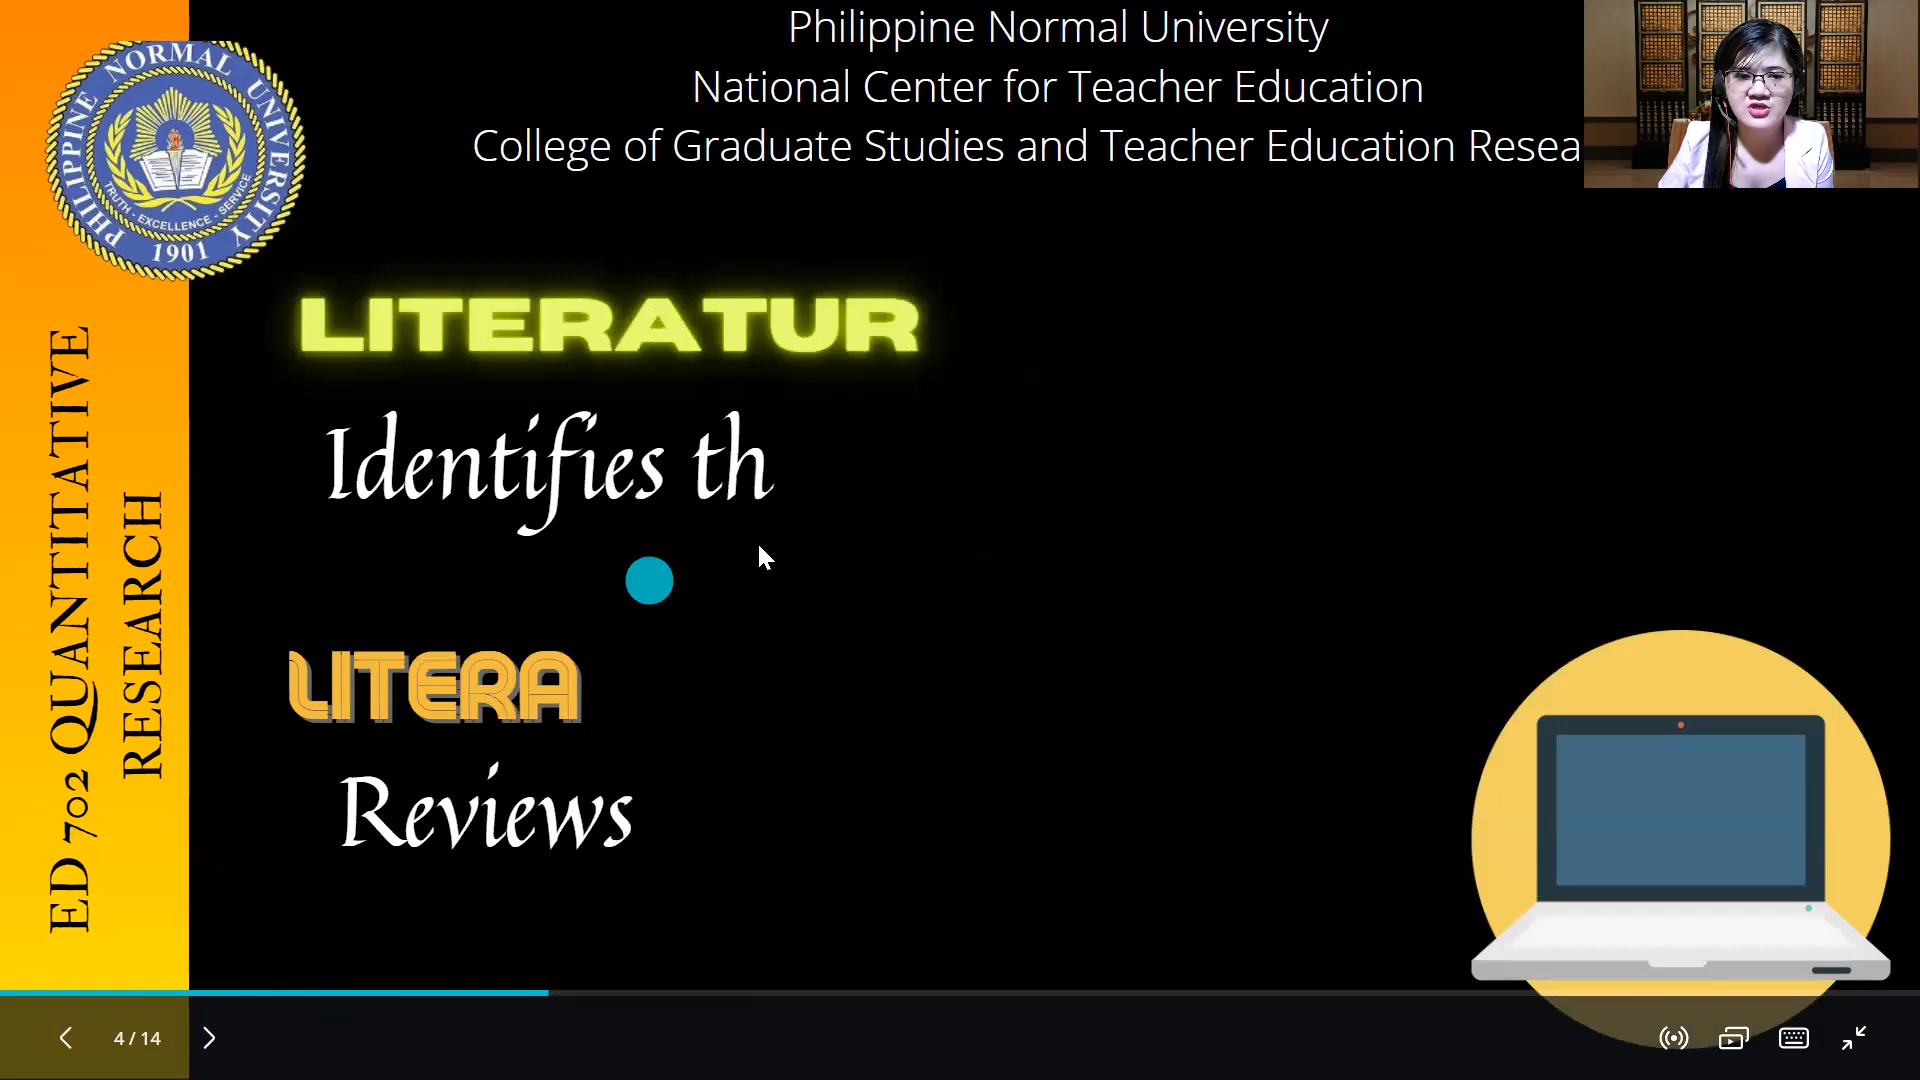 Philippine Normal University
National Center for Teacher Education
College of Graduate Studies and Teacher Education Resea
PHILIPPINE NORMAL UNIVERSITY
TRUTH - EXCELLENCE - SERVICE
1901
ED 702 QUANTITATIVE
RESEARCH
LITERATUR
Identifies th
LITERA
Reviews
4 / 14